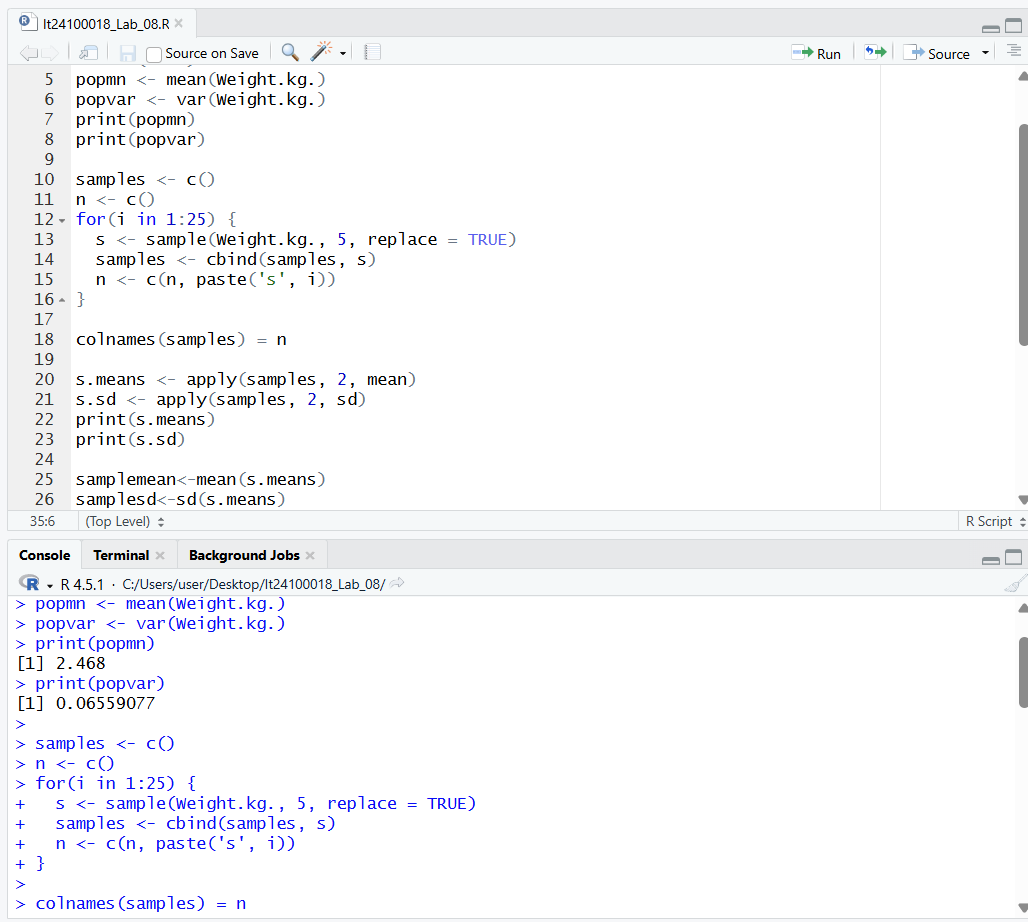 lt24100018_Lab_08.R
Source on Save
Run
Source
5 popmn <- mean(Weight.kg.)
6 popvar <- var(Weight.kg.)
7 print(popmn)
8 print(popvar)
9
10 samples <- c()
11 n <- c()
12 for(i in 1:25) {
13   s <- sample(Weight.kg., 5, replace = TRUE)
14   samples <- cbind(samples, s)
15   n <- c(n, paste('s', i))
16 }
17
18 colnames(samples) = n
19
20 s.means <- apply(samples, 2, mean)
21 s.sd <- apply(samples, 2, sd)
22 print(s.means)
23 print(s.sd)
24
25 samplemean<-mean(s.means)
26 samplesd<-sd(s.means)
35:6 (Top Level) R Script
Console Terminal Background Jobs
R R 4.5.1 · C:/Users/user/Desktop/lt24100018_Lab_08/
> popmn <- mean(Weight.kg.)
> popvar <- var(Weight.kg.)
> print(popmn)
[1] 2.468
> print(popvar)
[1] 0.06559077
>
> samples <- c()
> n <- c()
> for(i in 1:25) {
+   s <- sample(Weight.kg., 5, replace = TRUE)
+   samples <- cbind(samples, s)
+   n <- c(n, paste('s', i))
+ }
>
> colnames(samples) = n